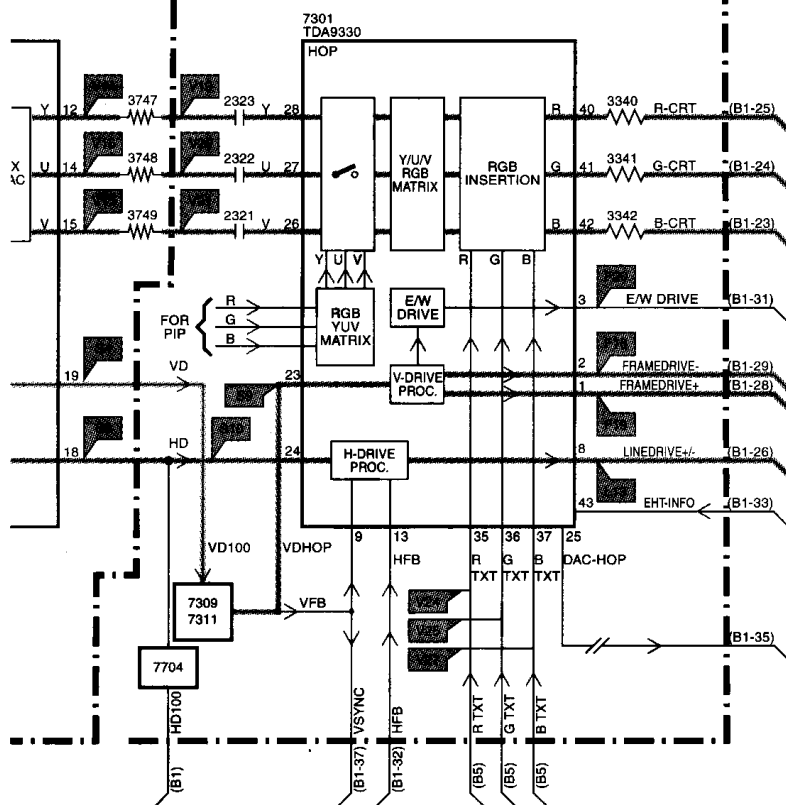 7301
TDA9330
HOP
Y 12 3747 2323 Y 28 R 40 3340 R-CRT (B1-25)
U 14 3748 2322 U 27 G 41 3341 G-CRT (B1-24)
X
AC
Y/U/V
RGB
MATRIX
RGB
INSERTION
V 15 3749 2321 V 26 B 42 3342 B-CRT (B1-23)
Y U V R G B
FOR
PIP
R
G
B
RGB
YUV
MATRIX
E/W
DRIVE
3 E/W DRIVE (B1-31)
19 VD 23
V-DRIVE
PROC.
2 FRAMEDRIVE- (B1-29)
1 FRAMEDRIVE+ (B1-28)
18 HD 24
H-DRIVE
PROC.
8 LINEDRIVE+/- (B1-26)
43 EHT-INFO (B1-33)
9 13 35 36 37 25
VD100 VDHOP HFB
R
TXT
G
TXT
B
TXT
DAC-HOP
7309
7311
VFB
(B1-35)
7704
HD100 VSYNC HFB R TXT G TXT B TXT
(B1) (B1-37) (B1-32) (B5) (B5) (B5)